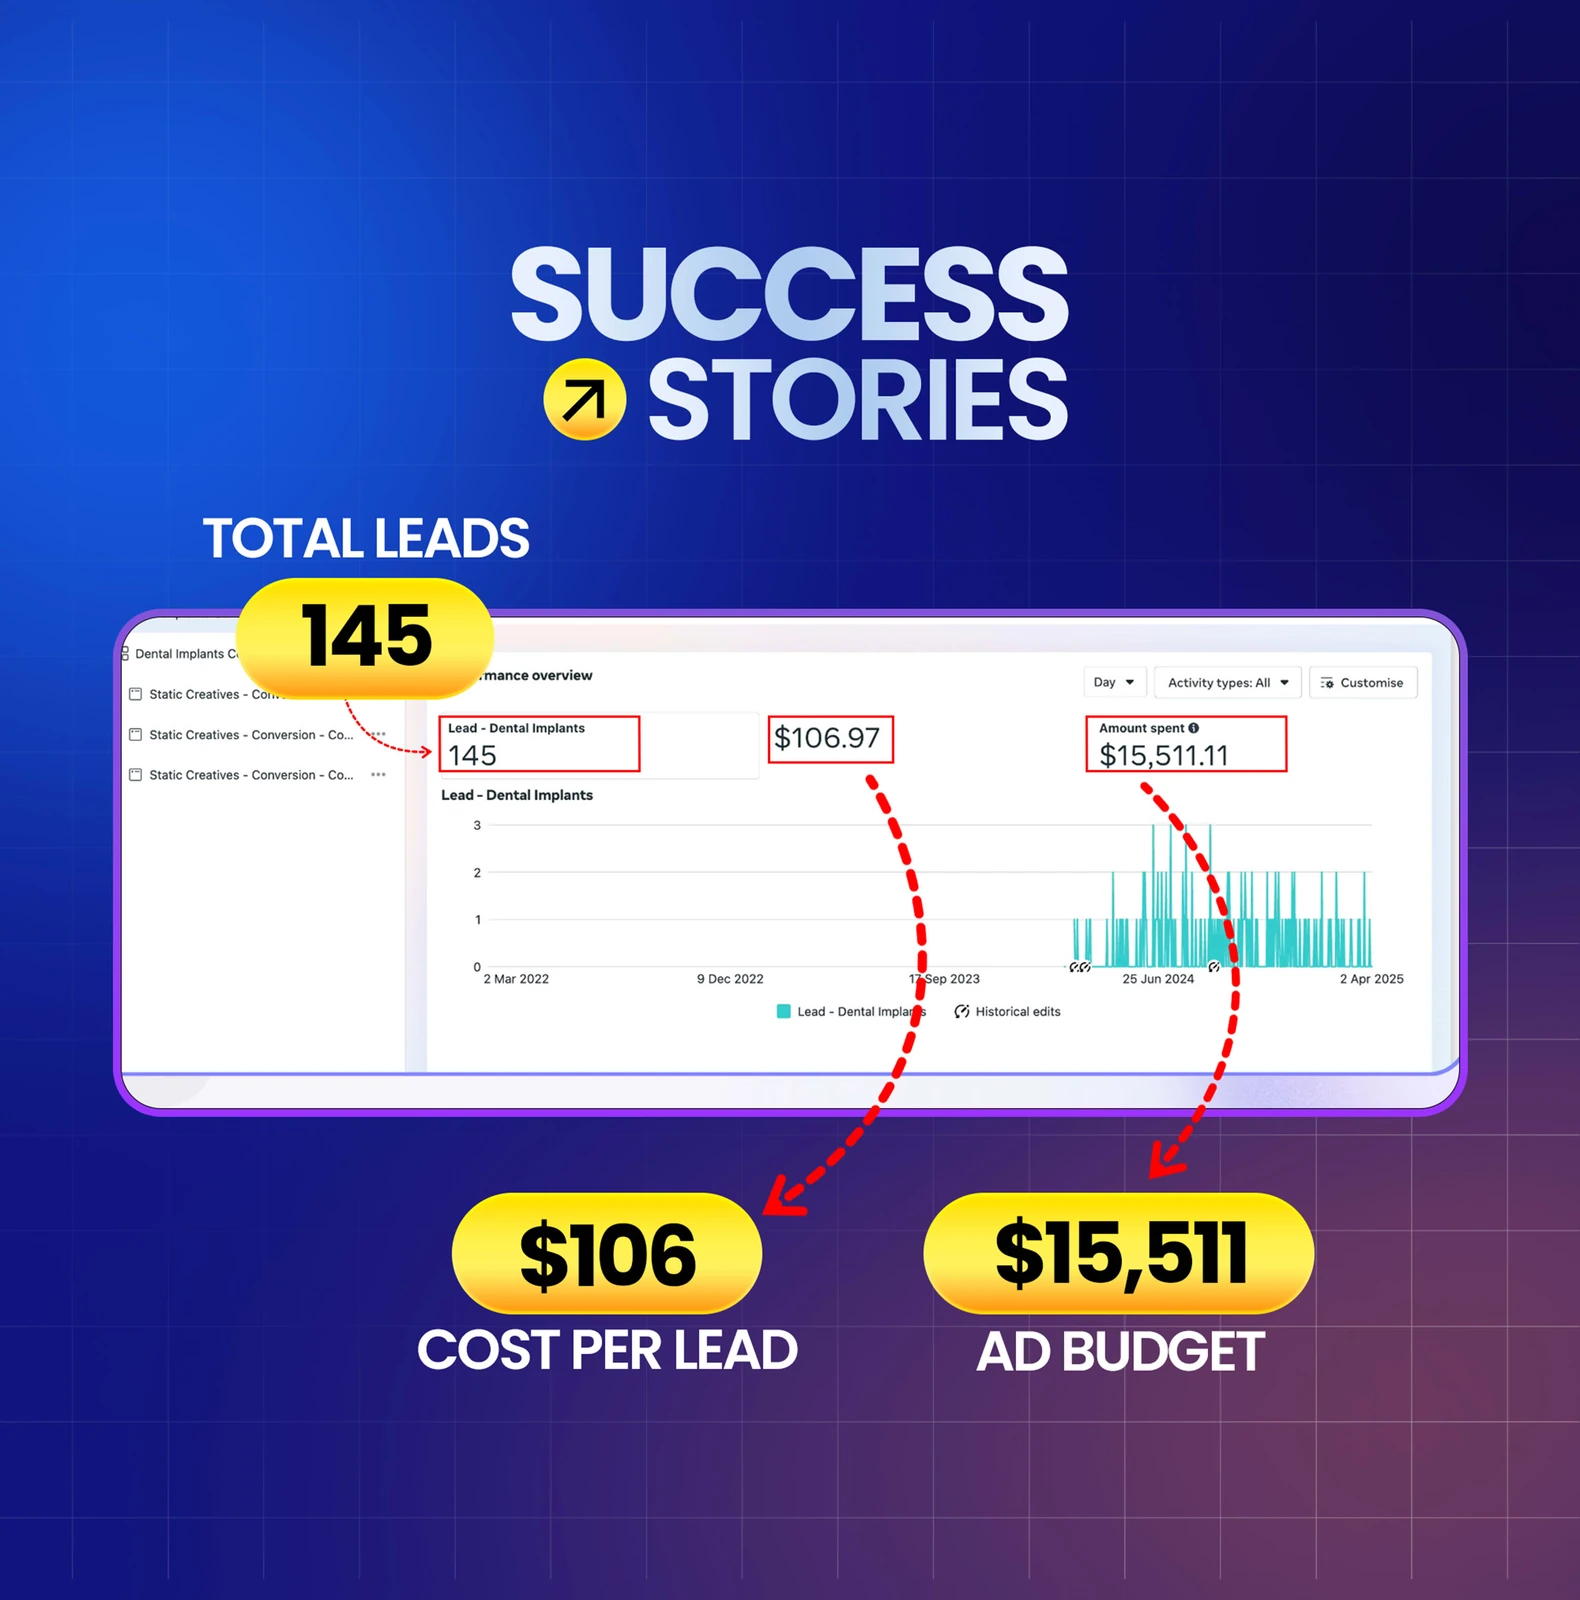 SUCCESS
STORIES
TOTAL LEADS
145
Dental Implants
Static Creatives -
Static Creatives - Conversion - Co...
Static Creatives - Conversion - Co...
rmance overview
Day
Activity types: All
Customise
Lead - Dental Implants
145
$106.97
Amount spent
$15,511.11
Lead - Dental Implants
3
2
1
0
2 Mar 2022
9 Dec 2022
17 Sep 2023
25 Jun 2024
2 Apr 2025
Lead - Dental Implants
Historical edits
$106
COST PER LEAD
$15,511
AD BUDGET